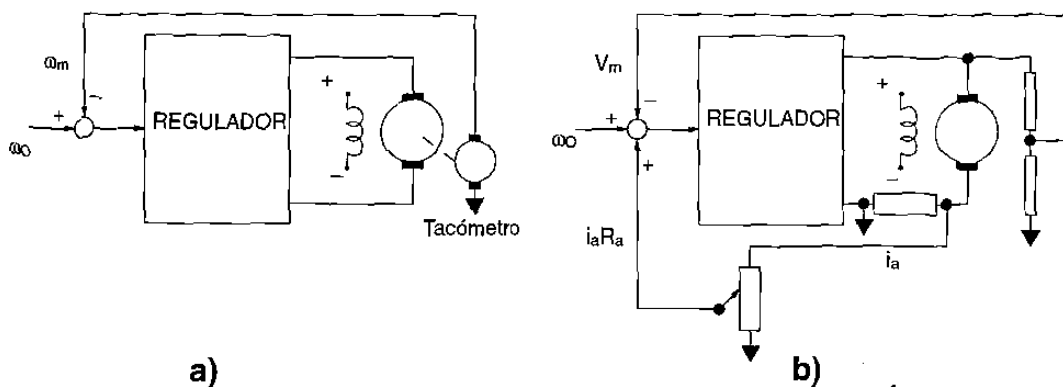 ωm
+
-
ωo
REGULADOR
+
-
Tacómetro
a)
Vm
-
+
ωo
+
REGULADOR
+
-
iaRa
ia
b)